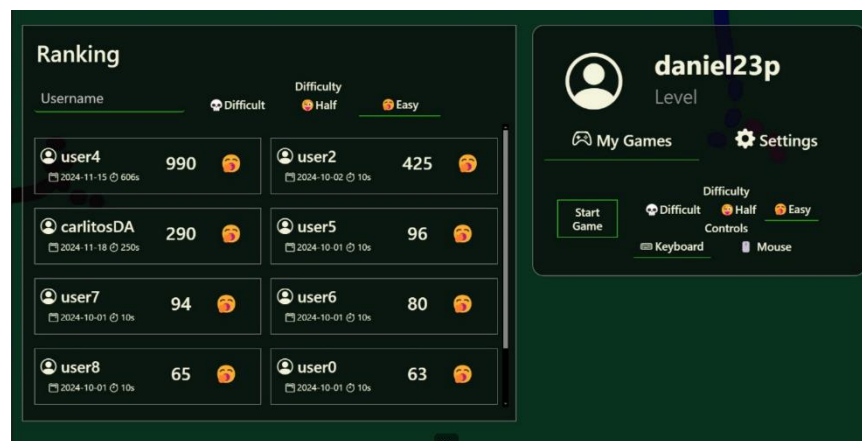 Ranking
Username
Difficulty
Difficult Half Easy
user4 990
2024-11-15 606s
user2 425
2024-10-02 10s
carlitosDA 290
2024-11-18 250s
user5 96
2024-10-01 10s
user7 94
2024-10-01 10s
user6 80
2024-10-01 10s
user8 65
2024-10-01 10s
user0 63
2024-10-01 10s
daniel23p
Level
My Games Settings
Start
Game
Difficulty
Difficult Half Easy
Controls
Keyboard Mouse